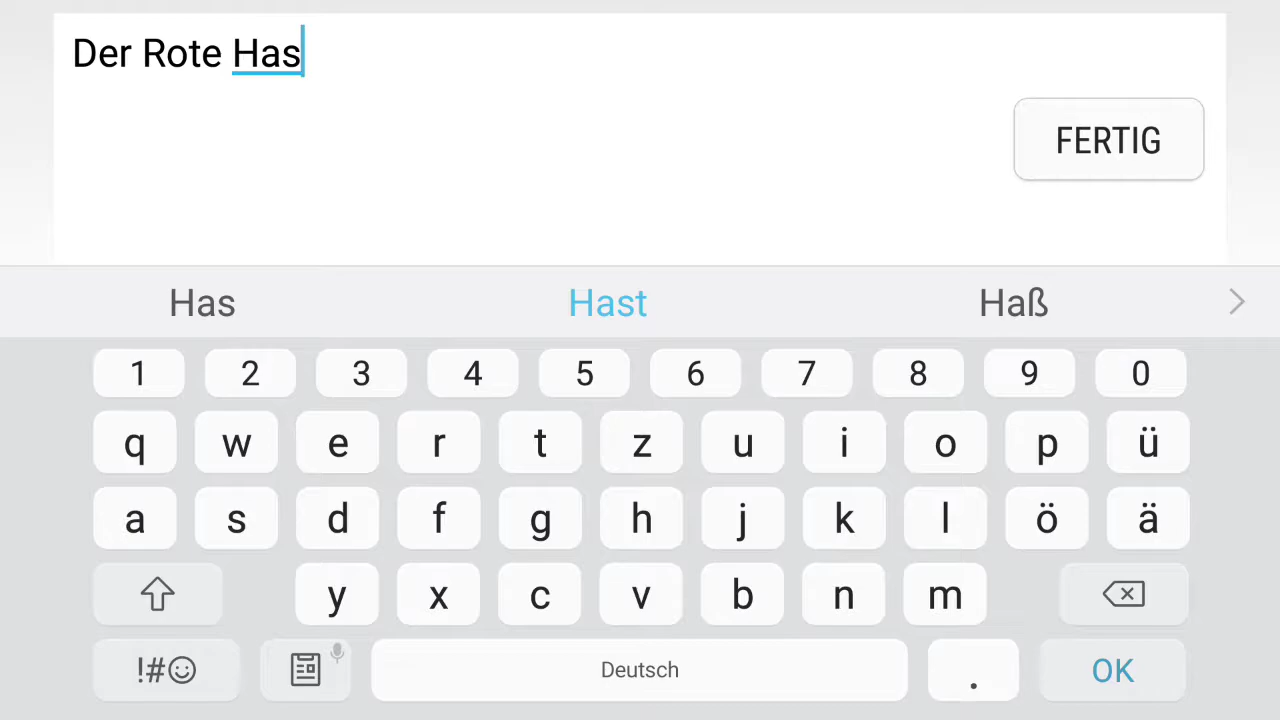 Der Rote Has
FERTIG
Has Hast Haß
1 2 3 4 5 6 7 8 9 0
q w e r t z u i o p ü
a s d f g h j k l ö ä
y x c v b n m
!#☺ Deutsch . OK